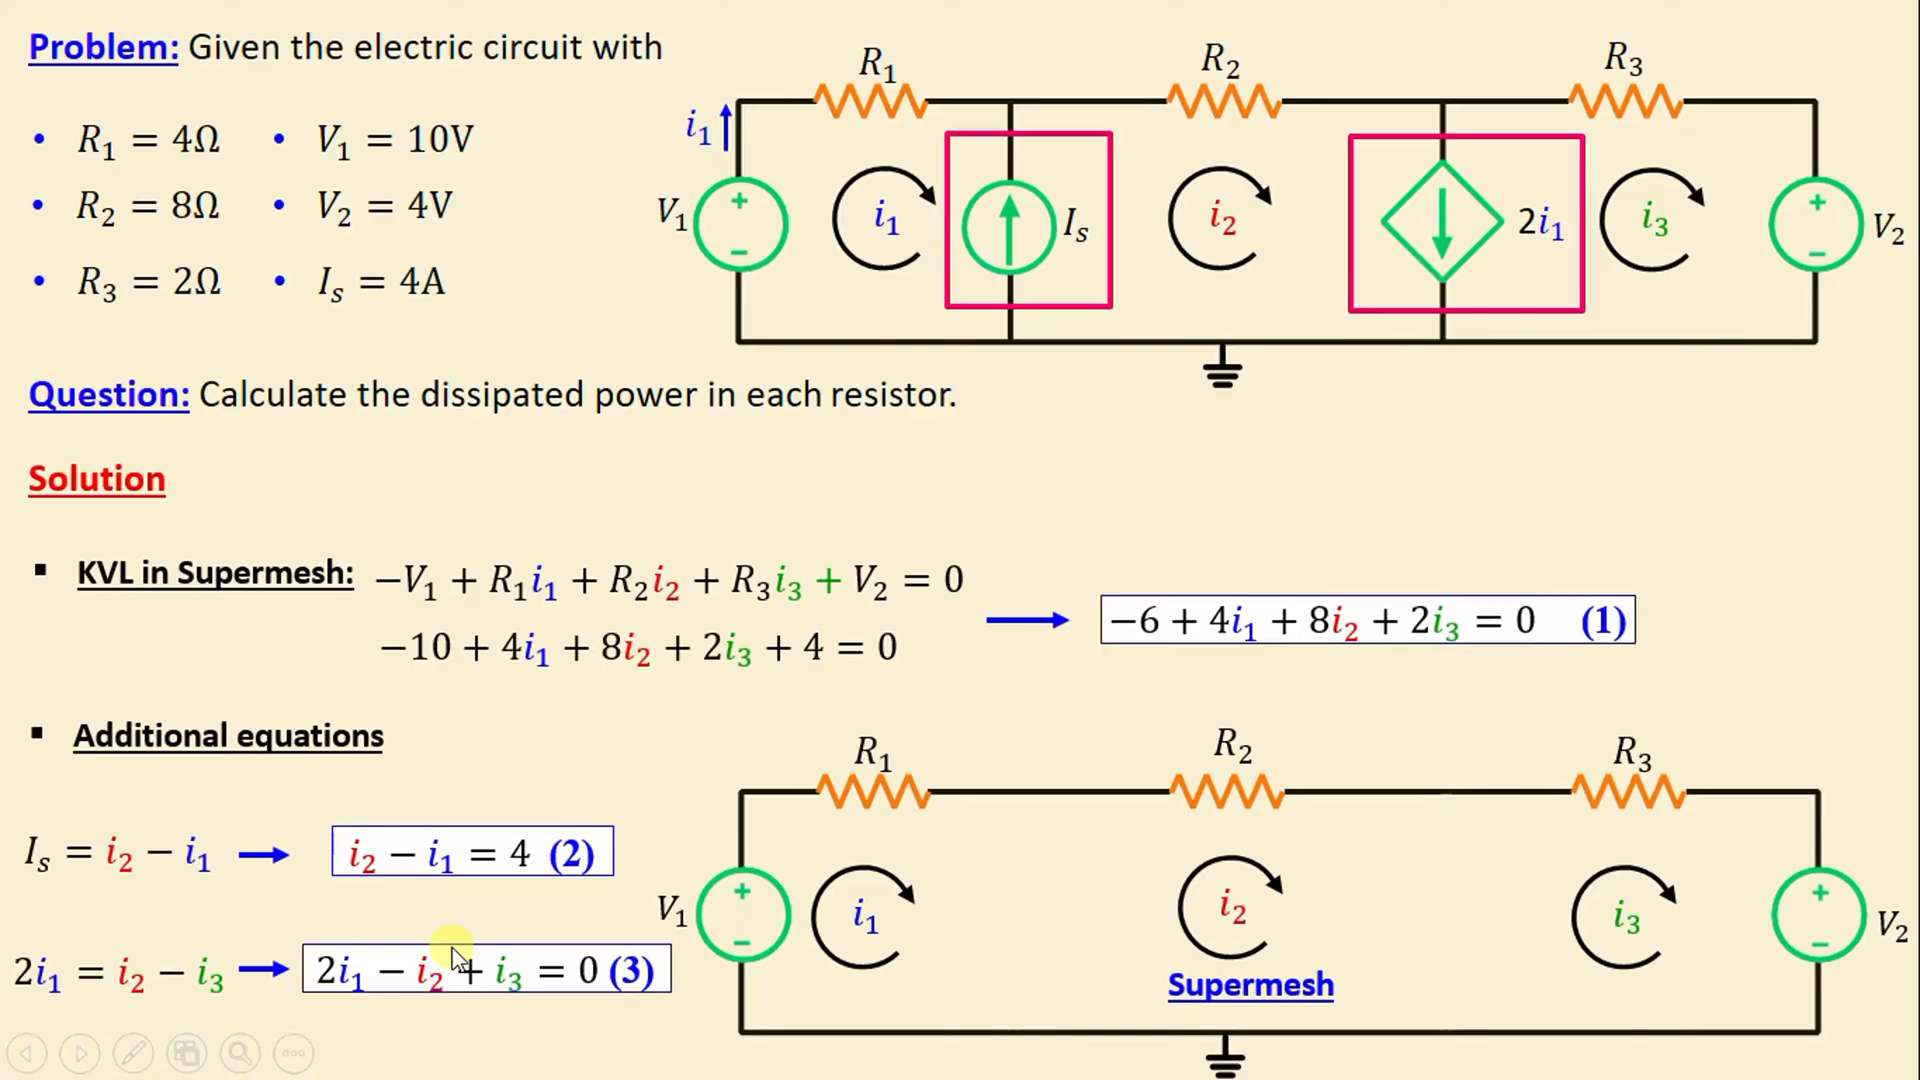 Problem: Given the electric circuit with
• R₁ = 4Ω • V₁ = 10V
• R₂ = 8Ω • V₂ = 4V
• R₃ = 2Ω • Iₛ = 4A
R₁ R₂ R₃
i₁
V₁ + − i₁ Iₛ i₂ 2i₁ i₃ + − V₂
Question: Calculate the dissipated power in each resistor.
Solution
▪ KVL in Supermesh: −V₁ + R₁i₁ + R₂i₂ + R₃i₃ + V₂ = 0
−10 + 4i₁ + 8i₂ + 2i₃ + 4 = 0
−6 + 4i₁ + 8i₂ + 2i₃ = 0 (1)
▪ Additional equations
Iₛ = i₂ − i₁ → i₂ − i₁ = 4 (2)
2i₁ = i₂ − i₃ → 2i₁ − i₂ + i₃ = 0 (3)
R₁ R₂ R₃
V₁ + − i₁ i₂ i₃ + − V₂
Supermesh